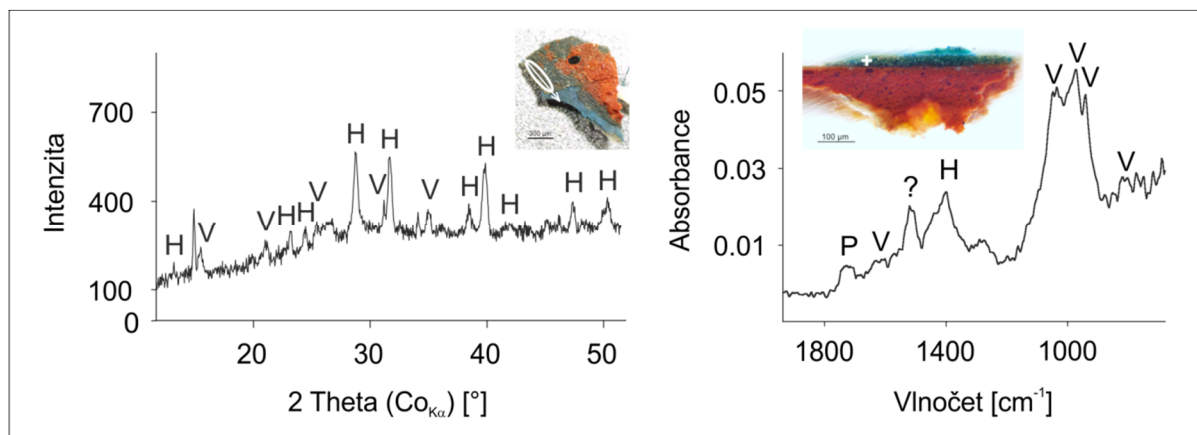 Intenzita
700
400
100
0
20
30
40
50
2 Theta (CoKα) [°]
H
V
V
H
H
V
H
V
H
V
H
H
H
H
H
300 µm
Absorbance
0.05
0.03
0.01
1800
1400
1000
Vlnočet [cm-1]
P
V
?
H
V
V
V
V
100 µm